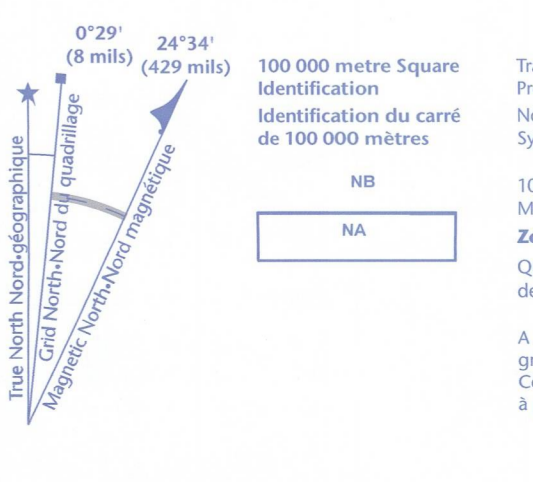 0°29'
(8 mils)
24°34'
(429 mils)
True North Nord•géographique
Grid North•Nord du quadrillage
Magnetic North•Nord magnétique
100 000 metre Square
Identification
Identification du carré
de 100 000 mètres
NB
NA